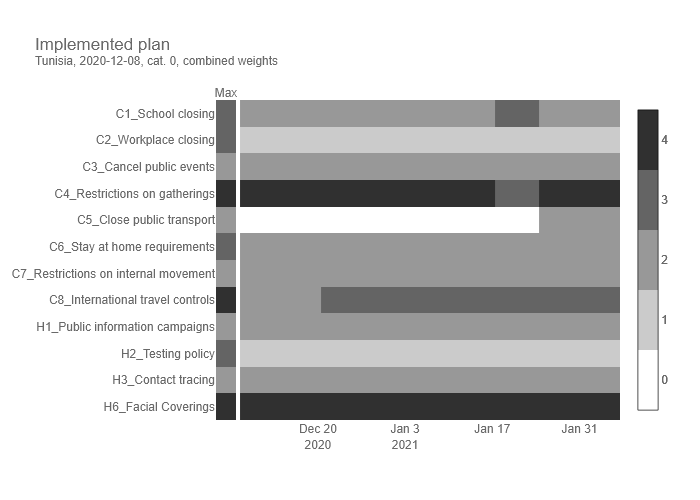 Implemented plan
Tunisia, 2020-12-08, cat. 0, combined weights
Max
C1_School closing
C2_Workplace closing
C3_Cancel public events
C4_Restrictions on gatherings
C5_Close public transport
C6_Stay at home requirements
C7_Restrictions on internal movement
C8_International travel controls
H1_Public information campaigns
H2_Testing policy
H3_Contact tracing
H6_Facial Coverings
Dec 20
2020
Jan 3
2021
Jan 17
Jan 31
4
3
2
1
0